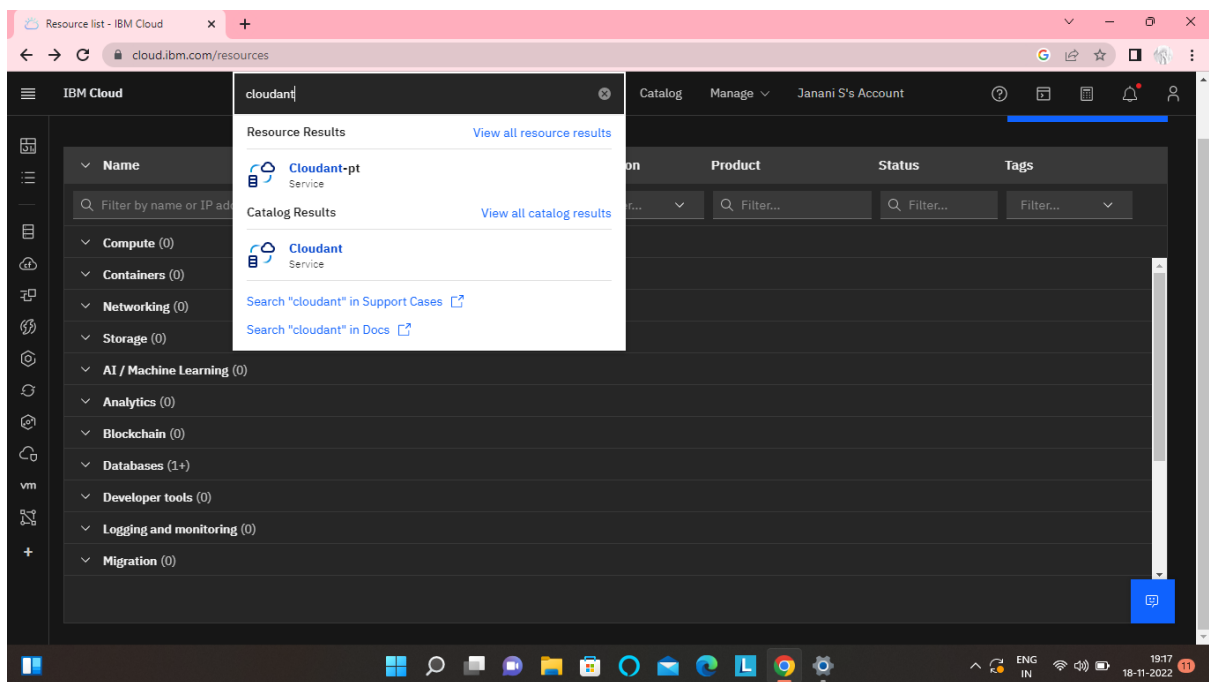 Resource list - IBM Cloud
cloud.ibm.com/resources
IBM Cloud
cloudant
Catalog
Manage
Janani S's Account
Resource Results
View all resource results
Cloudant-pt
Service
Catalog Results
View all catalog results
Cloudant
Service
Search "cloudant" in Support Cases
Search "cloudant" in Docs
Name
on
Product
Status
Tags
Filter by name or IP add
r...
Filter...
Filter...
Filter...
Compute (0)
Containers (0)
Networking (0)
Storage (0)
AI / Machine Learning (0)
Analytics (0)
Blockchain (0)
Databases (1+)
Developer tools (0)
Logging and monitoring (0)
Migration (0)
vm
ENG
IN
19:17
18-11-2022
11